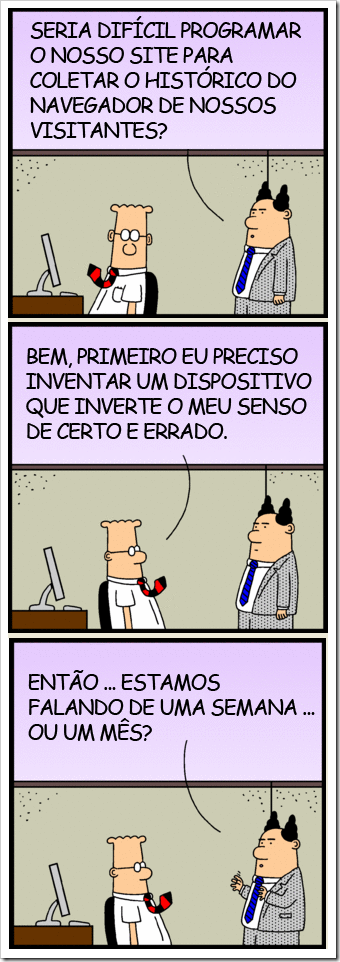 SERIA DIFÍCIL PROGRAMAR
O NOSSO SITE PARA
COLETAR O HISTÓRICO DO
NAVEGADOR DE NOSSOS
VISITANTES?
BEM, PRIMEIRO EU PRECISO
INVENTAR UM DISPOSITIVO
QUE INVERTE O MEU SENSO
DE CERTO E ERRADO.
ENTÃO ... ESTAMOS
FALANDO DE UMA SEMANA ...
OU UM MÊS?